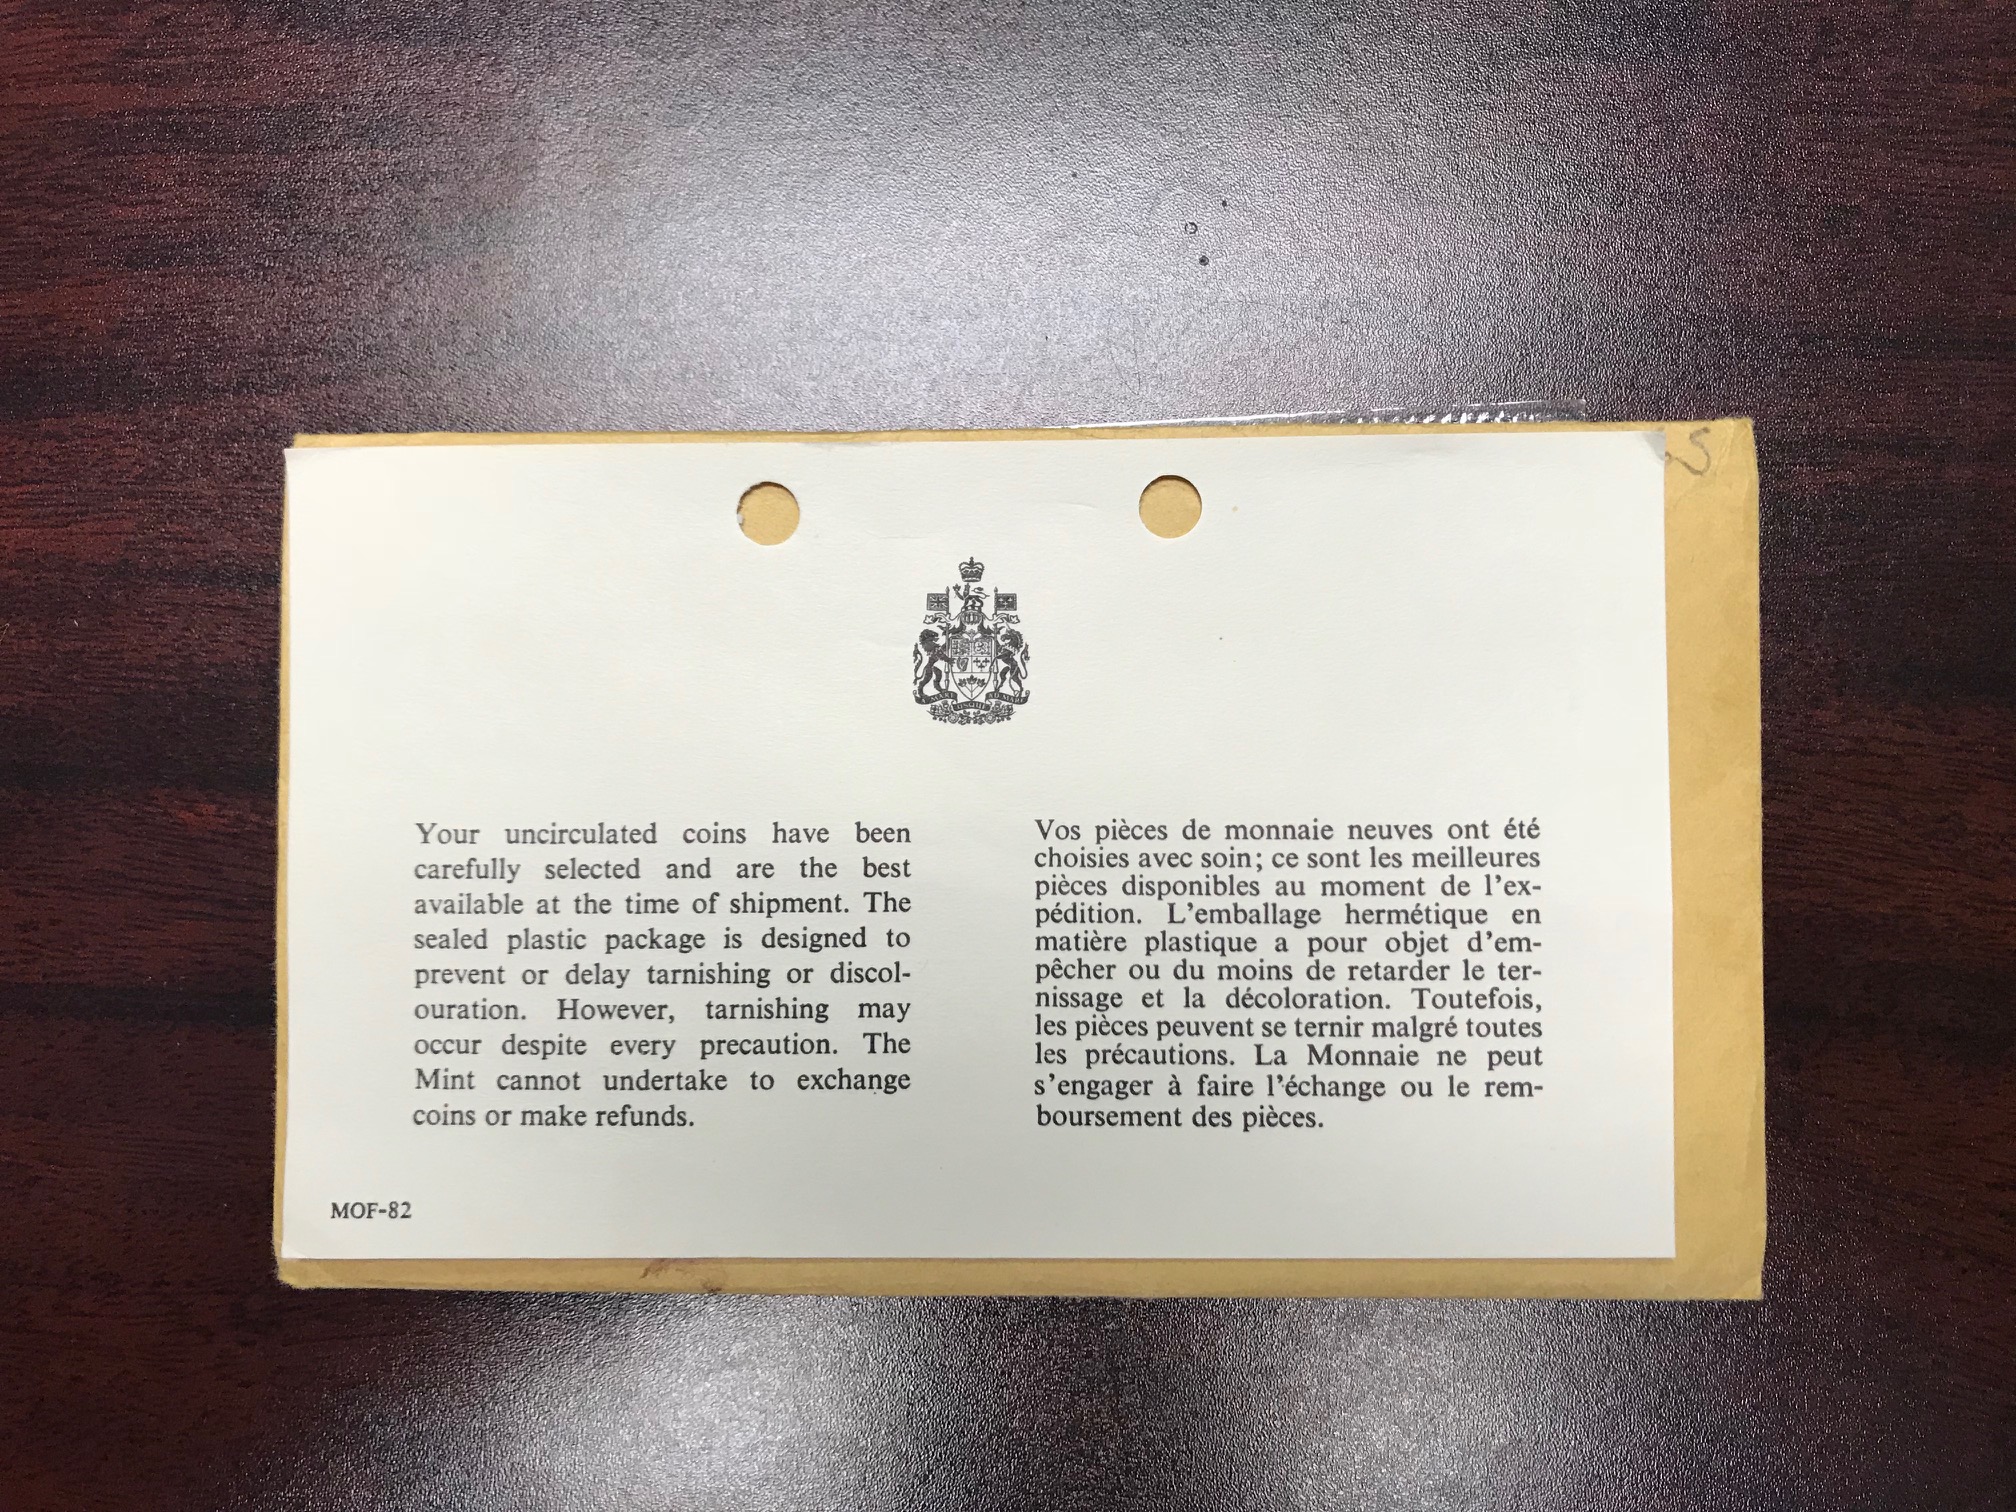 S
Your uncirculated coins have been
carefully selected and are the best
available at the time of shipment. The
sealed plastic package is designed to
prevent or delay tarnishing or discol-
ouration. However, tarnishing may
occur despite every precaution. The
Mint cannot undertake to exchange
coins or make refunds.
Vos pièces de monnaie neuves ont été
choisies avec soin; ce sont les meilleures
pièces disponibles au moment de l'ex-
pédition. L'emballage hermétique en
matière plastique a pour objet d'em-
pêcher ou du moins de retarder le ter-
nissage et la décoloration. Toutefois,
les pièces peuvent se ternir malgré toutes
les précautions. La Monnaie ne peut
s'engager à faire l'échange ou le rem-
boursement des pièces.
MOF-82